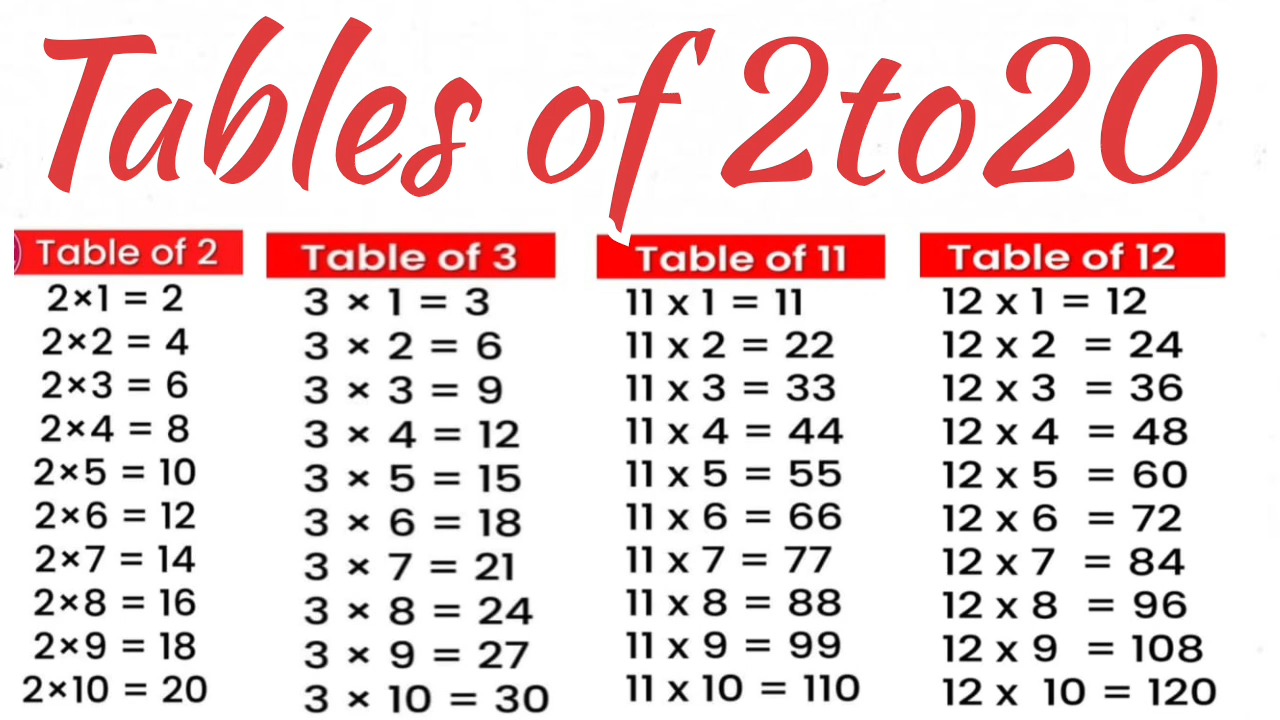 Tables of 2to20
Table of 2
2×1 = 2
2×2 = 4
2×3 = 6
2×4 = 8
2×5 = 10
2×6 = 12
2×7 = 14
2×8 = 16
2×9 = 18
2×10 = 20
Table of 3
3 × 1 = 3
3 × 2 = 6
3 × 3 = 9
3 × 4 = 12
3 × 5 = 15
3 × 6 = 18
3 × 7 = 21
3 × 8 = 24
3 × 9 = 27
3 × 10 = 30
Table of 11
11 x 1 = 11
11 x 2 = 22
11 x 3 = 33
11 x 4 = 44
11 x 5 = 55
11 x 6 = 66
11 x 7 = 77
11 x 8 = 88
11 x 9 = 99
11 x 10 = 110
Table of 12
12 x 1 = 12
12 x 2 = 24
12 x 3 = 36
12 x 4 = 48
12 x 5 = 60
12 x 6 = 72
12 x 7 = 84
12 x 8 = 96
12 x 9 = 108
12 x 10 = 120